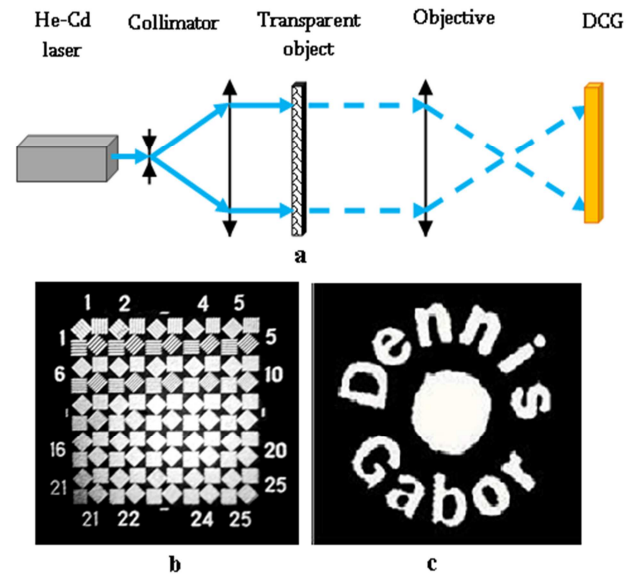 He-Cd laser
Collimator
Transparent object
Objective
DCG
a
1 2 – 4 5
1 5
6 10
ı ı
16 20
21 25
21 22 – 24 25
b
Dennis
Gabor
c